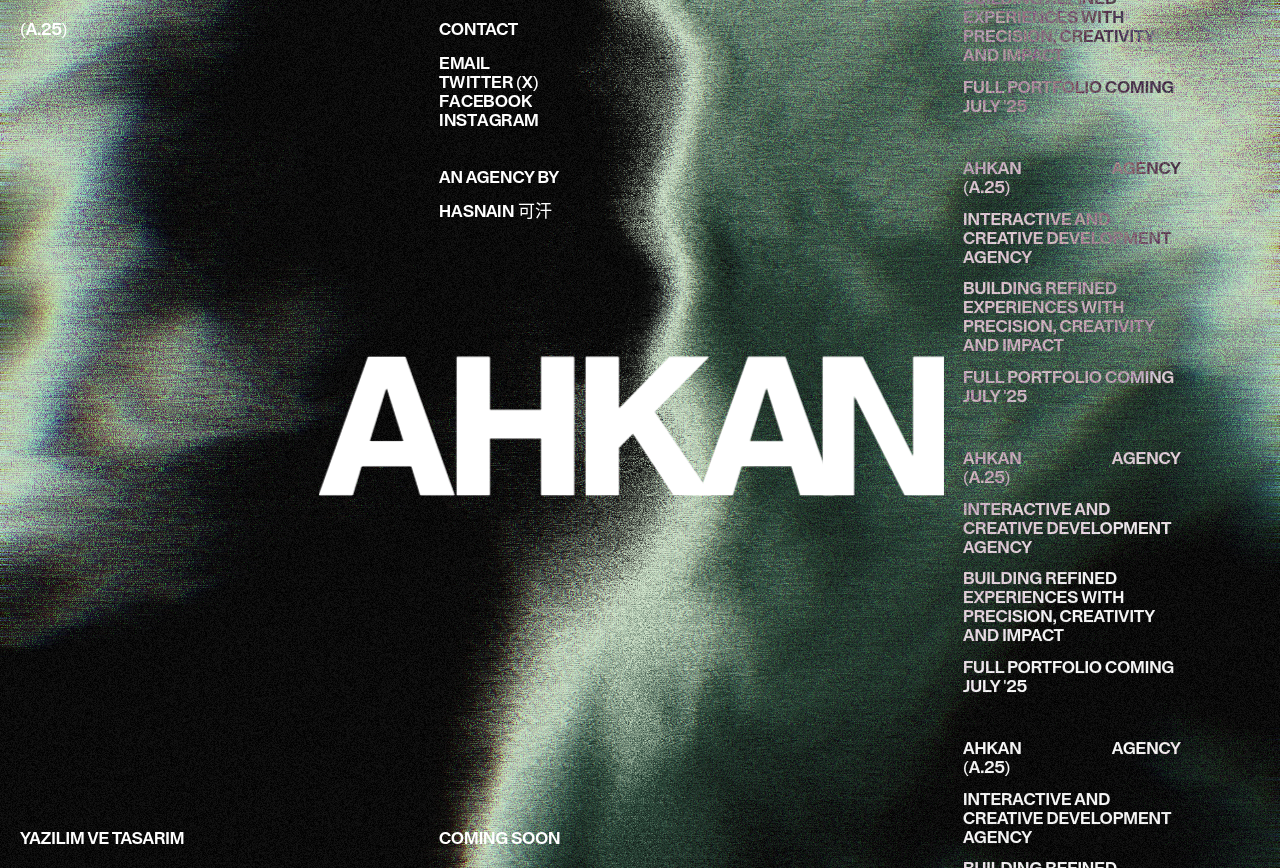 (A.25)
CONTACT
EMAIL
TWITTER (X)
FACEBOOK
INSTAGRAM
AN AGENCY BY
HASNAIN 可汗
AHKAN
YAZILIM VE TASARIM
COMING SOON
EXPERIENCES WITH
PRECISION, CREATIVITY
AND IMPACT
FULL PORTFOLIO COMING
JULY '25
AHKAN AGENCY
(A.25)
INTERACTIVE AND
CREATIVE DEVELOPMENT
AGENCY
BUILDING REFINED
EXPERIENCES WITH
PRECISION, CREATIVITY
AND IMPACT
FULL PORTFOLIO COMING
JULY '25
AHKAN AGENCY
(A.25)
INTERACTIVE AND
CREATIVE DEVELOPMENT
AGENCY
BUILDING REFINED
EXPERIENCES WITH
PRECISION, CREATIVITY
AND IMPACT
FULL PORTFOLIO COMING
JULY '25
AHKAN AGENCY
(A.25)
INTERACTIVE AND
CREATIVE DEVELOPMENT
AGENCY
BUILDING REFINED